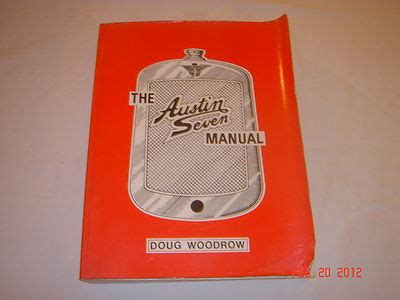 THE
Austin
Seven
MANUAL
DOUG WOODROW
20 2012